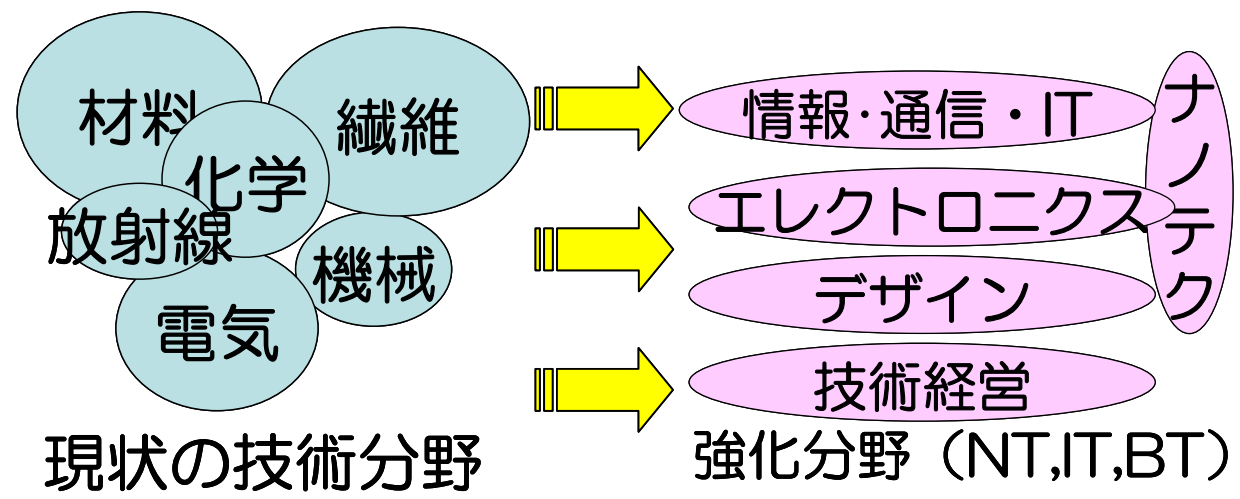 材料
繊維
化学
放射線
機械
電気
現状の技術分野
情報・通信・IT
エレクトロニクス
デザイン
技術経営
ナノテク
強化分野（NT,IT,BT）